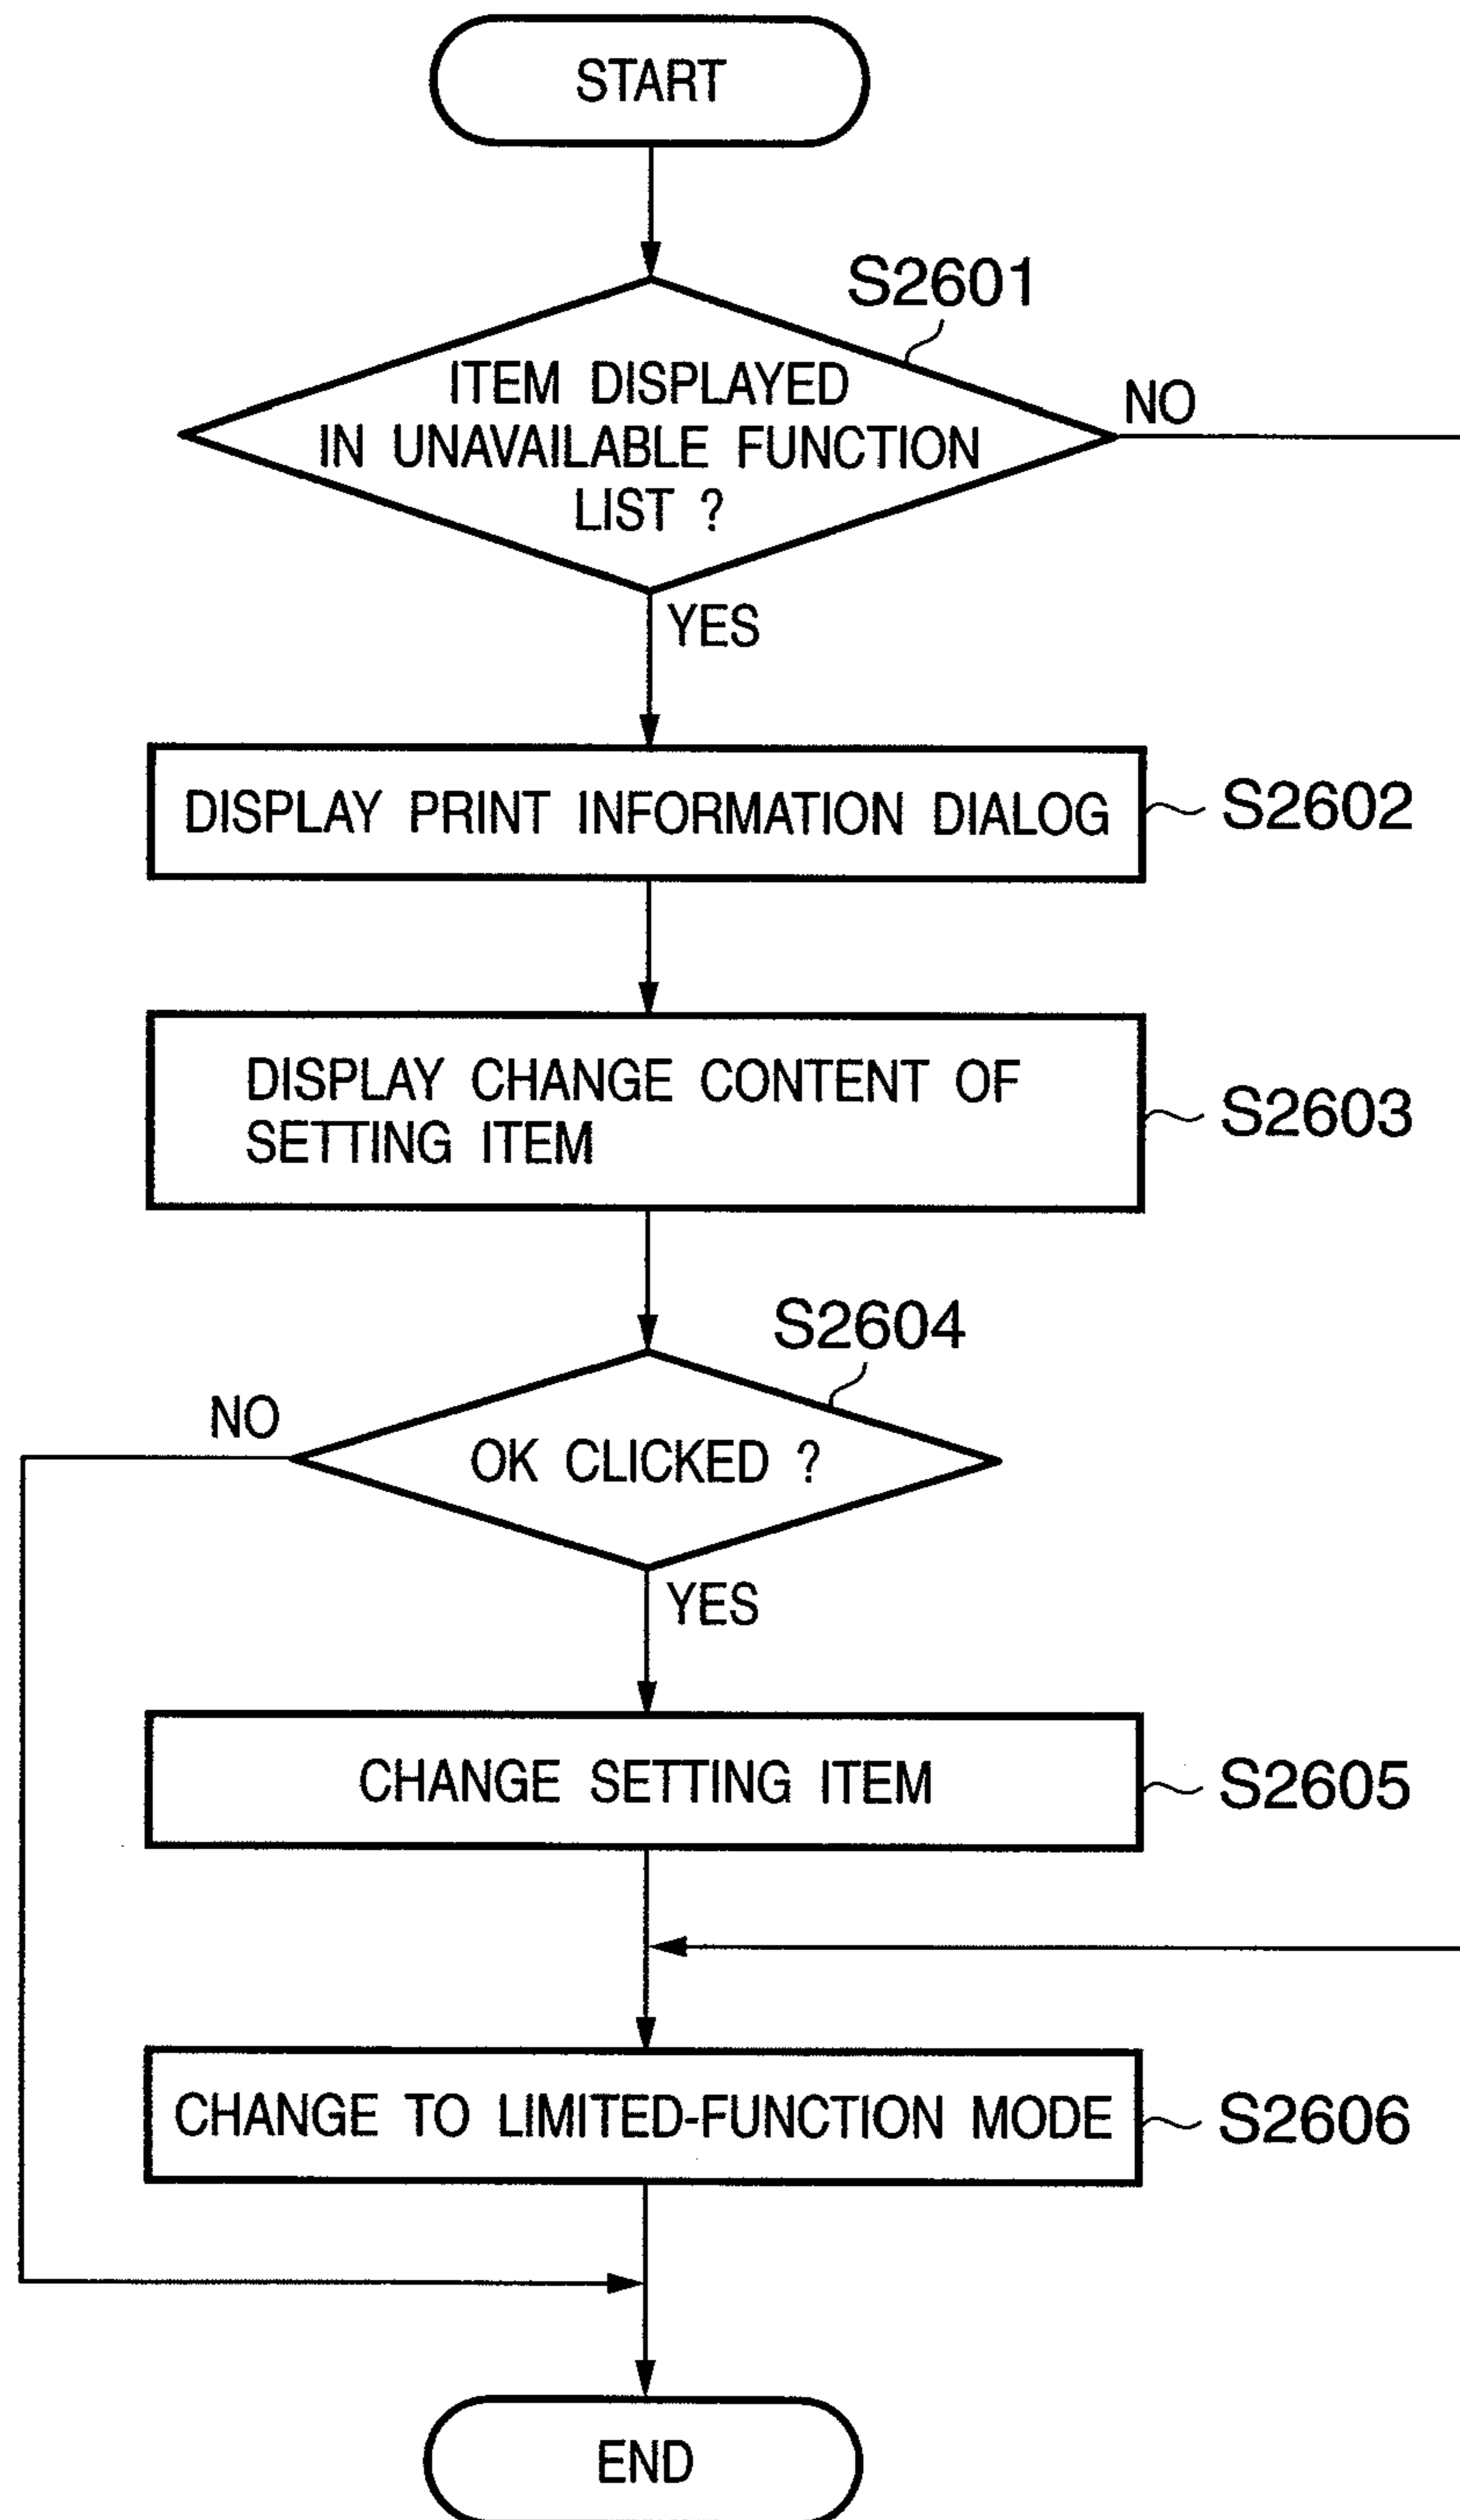 START
S2601
ITEM DISPLAYED
IN UNAVAILABLE FUNCTION
LIST ?
NO
YES
DISPLAY PRINT INFORMATION DIALOG
S2602
DISPLAY CHANGE CONTENT OF
SETTING ITEM
S2603
S2604
NO
OK CLICKED ?
YES
CHANGE SETTING ITEM
S2605
CHANGE TO LIMITED-FUNCTION MODE
S2606
END